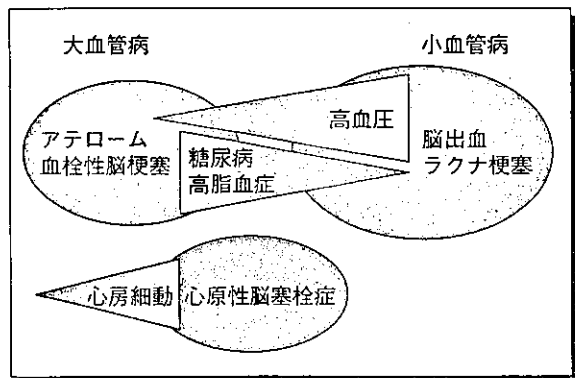 大血管病
小血管病
高血圧
アテローム
血栓性脳梗塞
糖尿病
高脂血症
脳出血
ラクナ梗塞
心房細動
心原性脳塞栓症